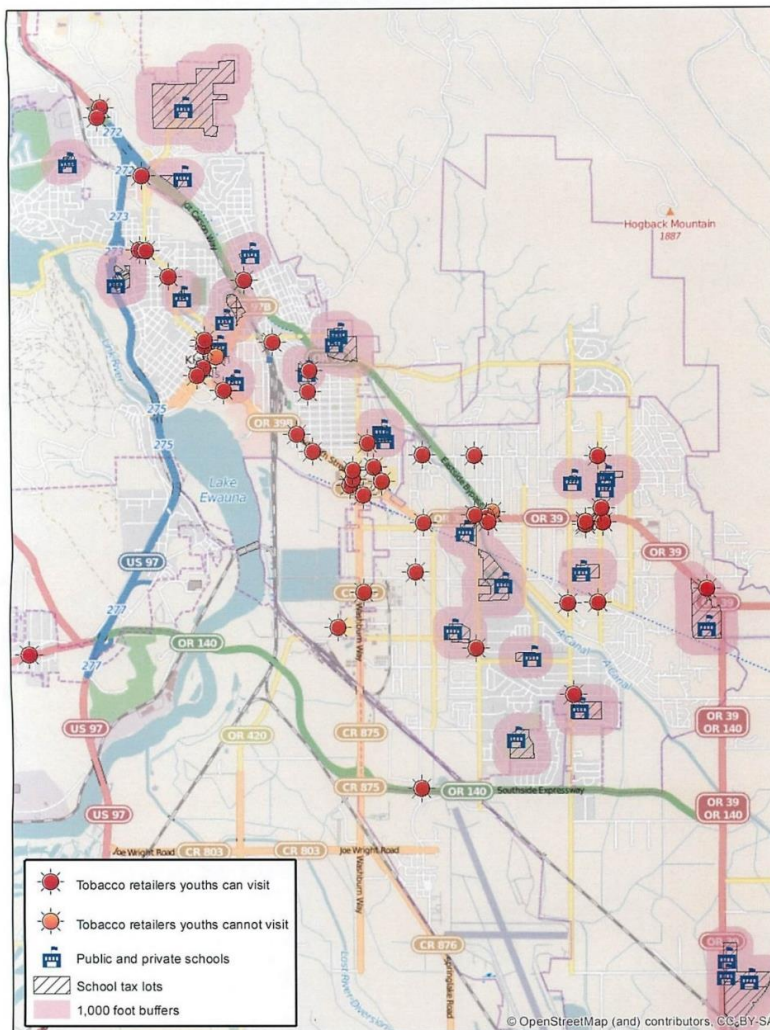 272
272
273
Hogback Mountain
1887
275
OR 39
275
Lake
Ewauna
OR 39
OR 39
US 97
277
Washburn Way
OR 140
A-Canal
A-Canal
277
US 97
OR 420
CR 875
OR 39
OR 140
CR 875
OR 140
Southside Expressway
US 97
OR 39
OR 140
Joe Wright Road
CR 803
CR 803
Joe Wright Road
Washburn Way
CR 876
Lost River Diversion
Tobacco retailers youths can visit
Tobacco retailers youths cannot visit
Public and private schools
School tax lots
1,000 foot buffers
© OpenStreetMap (and) contributors, CC-BY-SA